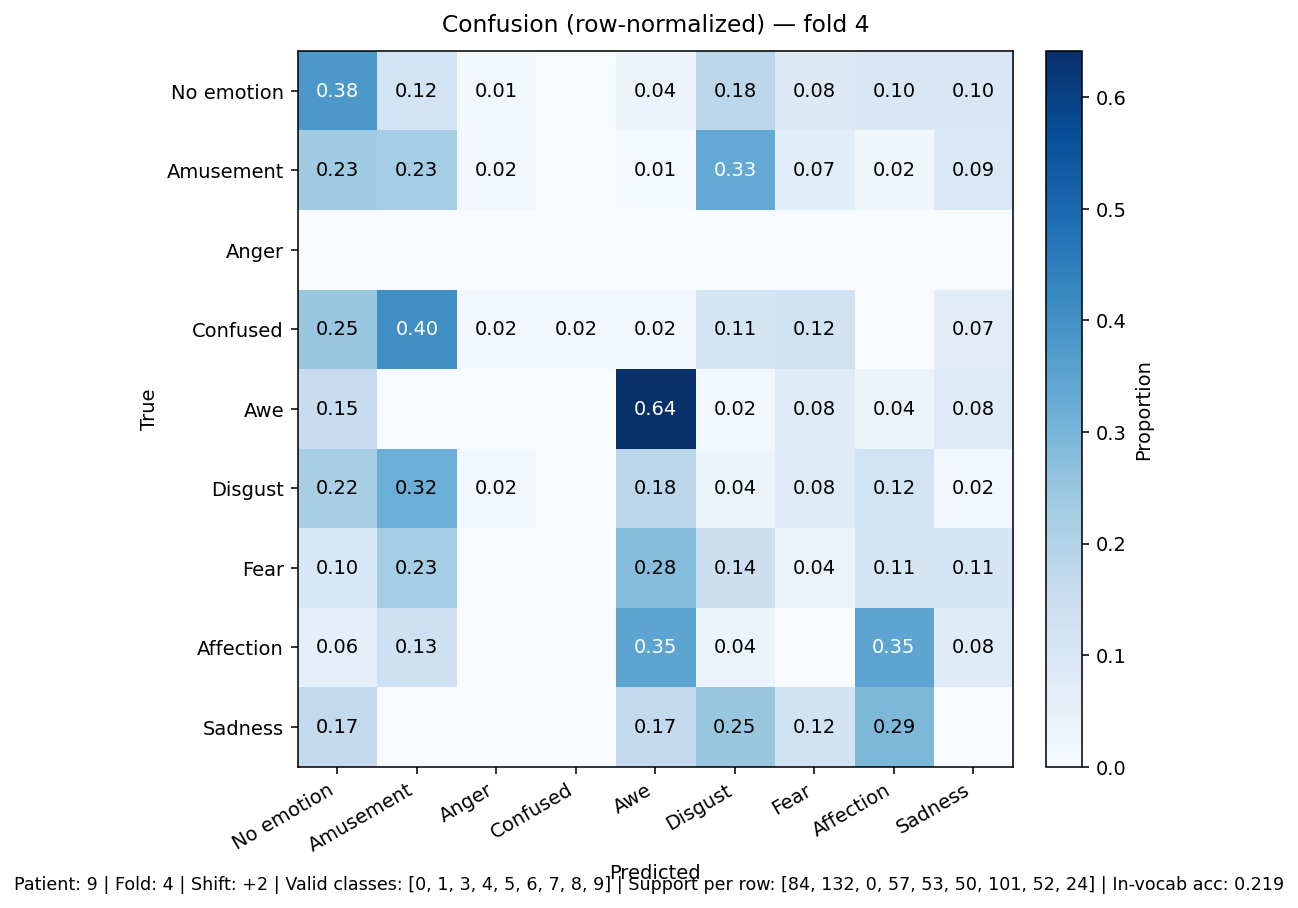 Confusion (row-normalized) — fold 4
No emotion 0.38 0.12 0.01 0.04 0.18 0.08 0.10 0.10
Amusement 0.23 0.23 0.02 0.01 0.33 0.07 0.02 0.09
Anger
Confused 0.25 0.40 0.02 0.02 0.02 0.11 0.12 0.07
Awe 0.15 0.64 0.02 0.08 0.04 0.08
Disgust 0.22 0.32 0.02 0.18 0.04 0.08 0.12 0.02
Fear 0.10 0.23 0.28 0.14 0.04 0.11 0.11
Affection 0.06 0.13 0.35 0.04 0.35 0.08
Sadness 0.17 0.17 0.25 0.12 0.29
True
No emotion Amusement Anger Confused Awe Disgust Fear Affection Sadness
Predicted
0.6
0.5
0.4
0.3
0.2
0.1
0.0
Proportion
Patient: 9 | Fold: 4 | Shift: +2 | Valid classes: [0, 1, 3, 4, 5, 6, 7, 8, 9] | Support per row: [84, 132, 0, 57, 53, 50, 101, 52, 24] | In-vocab acc: 0.219